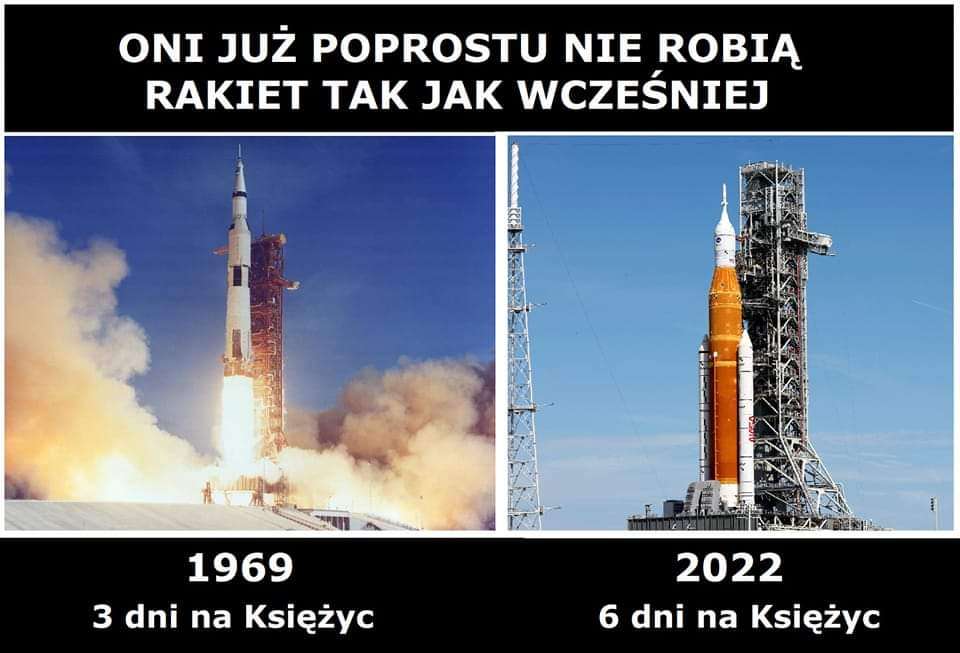 ONI JUŻ POPROSTU NIE ROBIĄ
RAKIET TAK JAK WCZEŚNIEJ
NASA
1969
2022
3 dni na Księżyc
6 dni na Księżyc